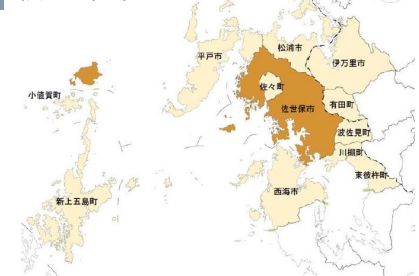 松浦市
平戸市
伊万里市
佐々町
小値賀町
有田町
佐世保市
波佐見町
川棚町
東彼杵町
西海市
新上五島町